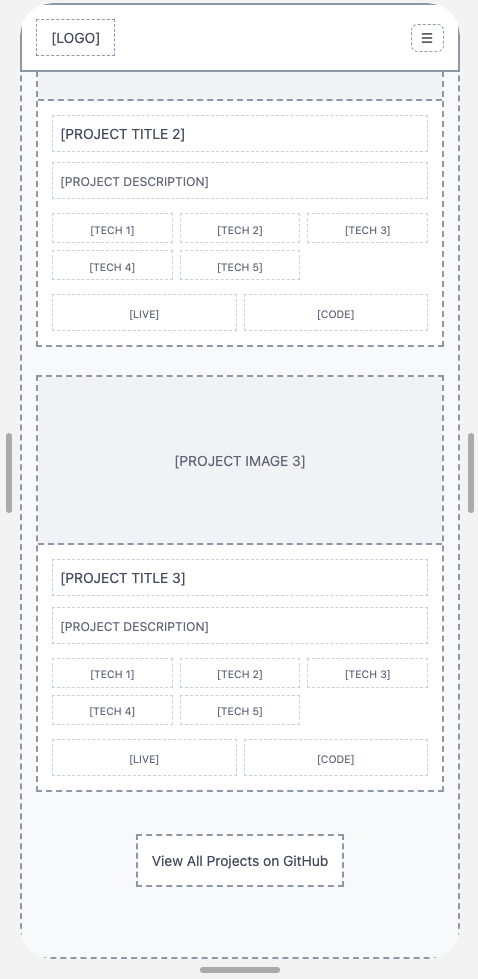 [LOGO]
☰
[PROJECT TITLE 2]
[PROJECT DESCRIPTION]
[TECH 1] [TECH 2] [TECH 3]
[TECH 4] [TECH 5]
[LIVE] [CODE]
[PROJECT IMAGE 3]
[PROJECT TITLE 3]
[PROJECT DESCRIPTION]
[TECH 1] [TECH 2] [TECH 3]
[TECH 4] [TECH 5]
[LIVE] [CODE]
View All Projects on GitHub